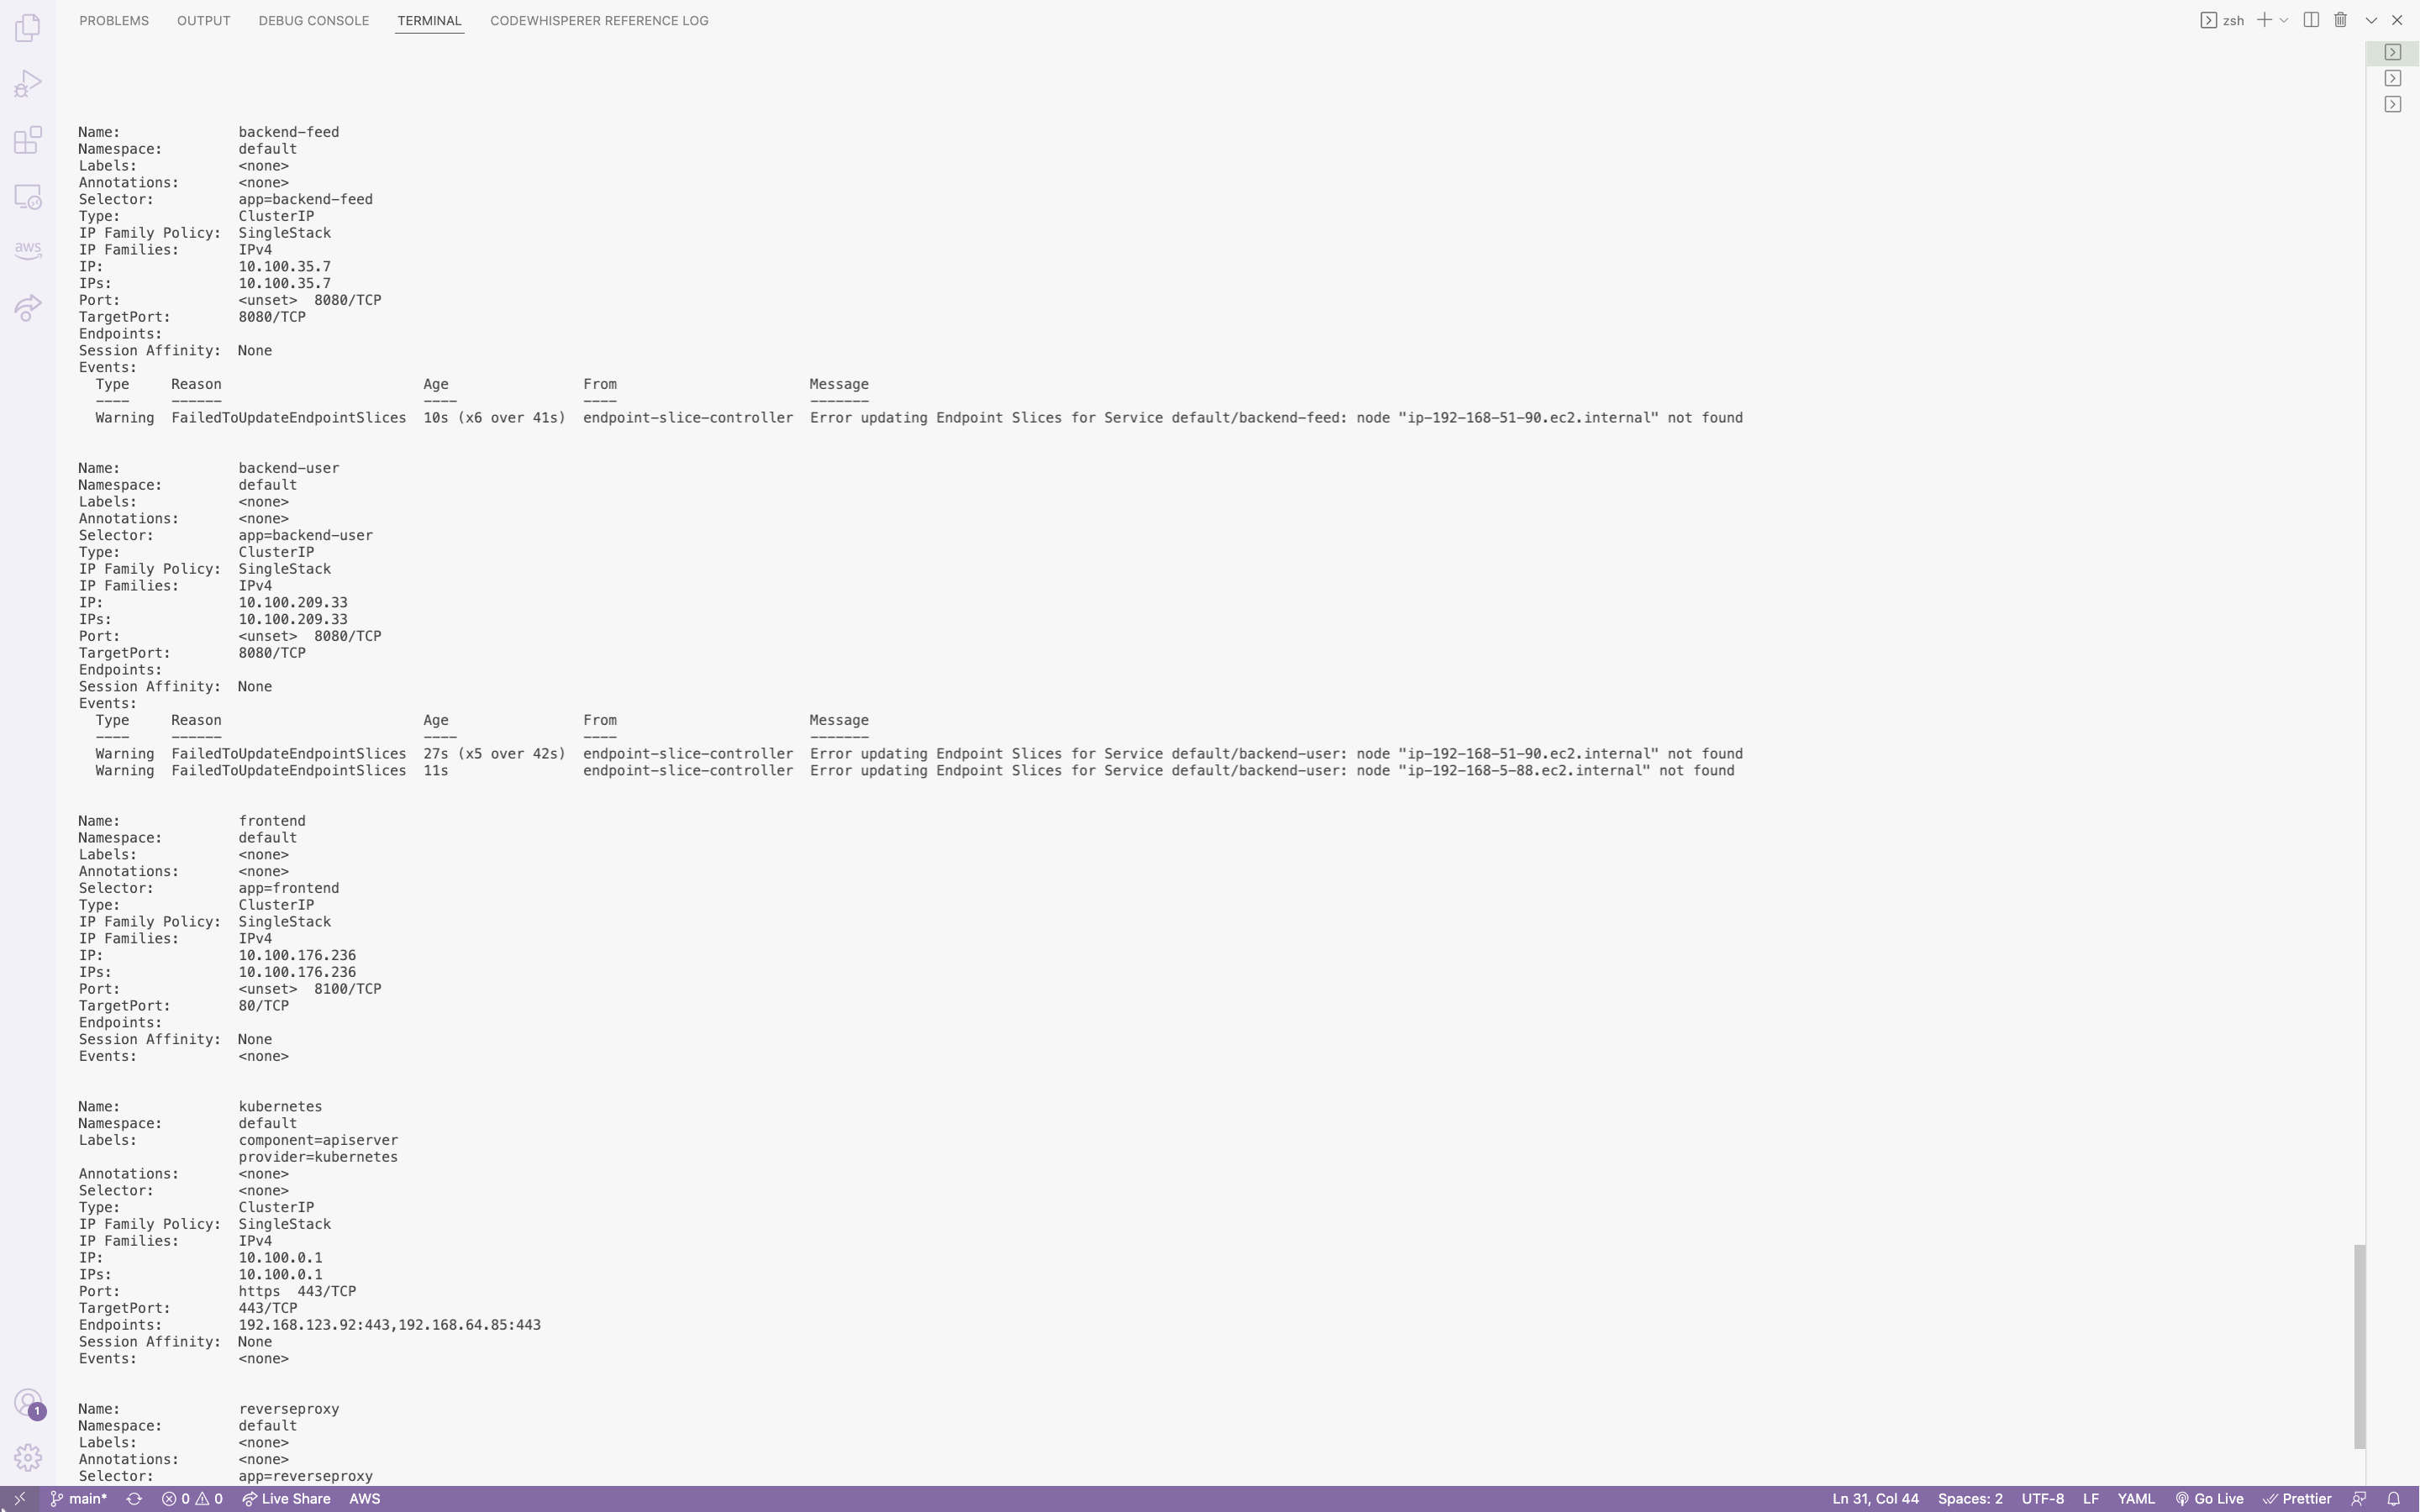 PROBLEMS OUTPUT DEBUG CONSOLE TERMINAL CODEWHISPERER REFERENCE LOG zsh
aws
Name: backend-feed
Namespace: default
Labels: <none>
Annotations: <none>
Selector: app=backend-feed
Type: ClusterIP
IP Family Policy: SingleStack
IP Families: IPv4
IP: 10.100.35.7
IPs: 10.100.35.7
Port: <unset> 8080/TCP
TargetPort: 8080/TCP
Endpoints:
Session Affinity: None
Events:
Type Reason Age From Message
---- ------ ---- ---- -------
Warning FailedToUpdateEndpointSlices 10s (x6 over 41s) endpoint-slice-controller Error updating Endpoint Slices for Service default/backend-feed: node "ip-192-168-51-90.ec2.internal" not found
Name: backend-user
Namespace: default
Labels: <none>
Annotations: <none>
Selector: app=backend-user
Type: ClusterIP
IP Family Policy: SingleStack
IP Families: IPv4
IP: 10.100.209.33
IPs: 10.100.209.33
Port: <unset> 8080/TCP
TargetPort: 8080/TCP
Endpoints:
Session Affinity: None
Events:
Type Reason Age From Message
---- ------ ---- ---- -------
Warning FailedToUpdateEndpointSlices 27s (x5 over 42s) endpoint-slice-controller Error updating Endpoint Slices for Service default/backend-user: node "ip-192-168-51-90.ec2.internal" not found
Warning FailedToUpdateEndpointSlices 11s endpoint-slice-controller Error updating Endpoint Slices for Service default/backend-user: node "ip-192-168-5-88.ec2.internal" not found
Name: frontend
Namespace: default
Labels: <none>
Annotations: <none>
Selector: app=frontend
Type: ClusterIP
IP Family Policy: SingleStack
IP Families: IPv4
IP: 10.100.176.236
IPs: 10.100.176.236
Port: <unset> 8100/TCP
TargetPort: 80/TCP
Endpoints:
Session Affinity: None
Events: <none>
Name: kubernetes
Namespace: default
Labels: component=apiserver
provider=kubernetes
Annotations: <none>
Selector: <none>
Type: ClusterIP
IP Family Policy: SingleStack
IP Families: IPv4
IP: 10.100.0.1
IPs: 10.100.0.1
Port: https 443/TCP
TargetPort: 443/TCP
Endpoints: 192.168.123.92:443,192.168.64.85:443
Session Affinity: None
Events: <none>
Name: reverseproxy
Namespace: default
Labels: <none>
Annotations: <none>
Selector: app=reverseproxy
1
main* 0 0 Live Share AWS Ln 31, Col 44 Spaces: 2 UTF-8 LF YAML Go Live Prettier